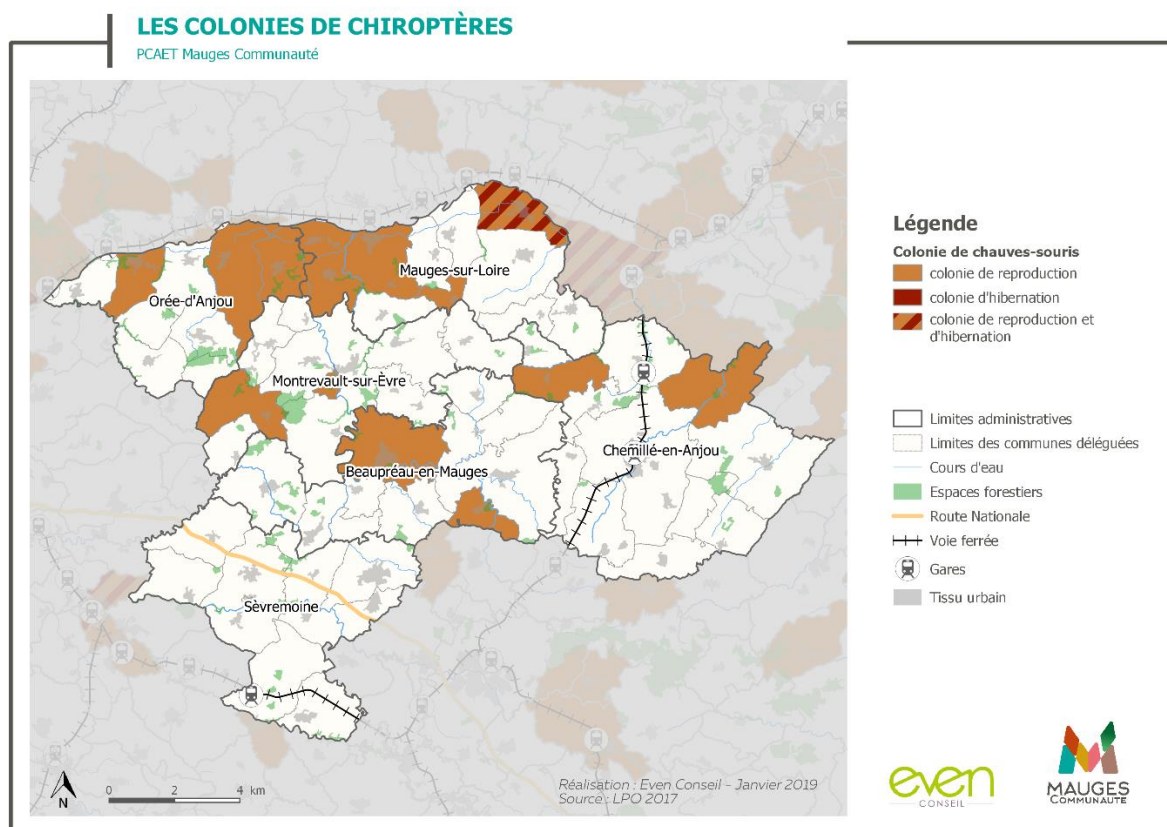 LES COLONIES DE CHIROPTÈRES
PCAET Mauges Communauté
Mauges-sur-Loire
Orée-d'Anjou
Montrevault-sur-Èvre
Chemillé-en-Anjou
Beaupréau-en-Mauges
Sèvremoine
N
0 2 4 km
Réalisation : Even Conseil - Janvier 2019
Source : LPO 2017
Légende
Colonie de chauves-souris
colonie de reproduction
colonie d'hibernation
colonie de reproduction et
d'hibernation
Limites administratives
Limites des communes déléguées
Cours d'eau
Espaces forestiers
Route Nationale
Voie ferrée
Gares
Tissu urbain
even
CONSEIL
MAUGES
COMMUNAUTÉ